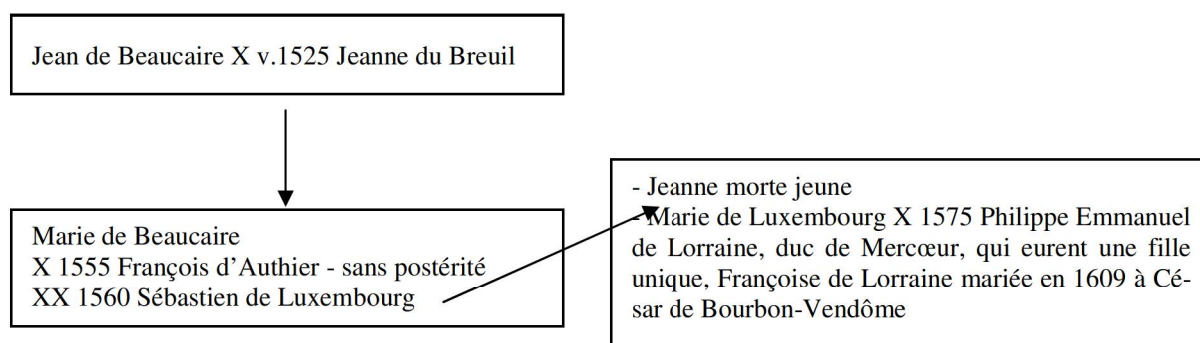 Jean de Beaucaire X v.1525 Jeanne du Breuil
Marie de Beaucaire
X 1555 François d’Authier - sans postérité
XX 1560 Sébastien de Luxembourg
- Jeanne morte jeune
- Marie de Luxembourg X 1575 Philippe Emmanuel
de Lorraine, duc de Mercœur, qui eurent une fille
unique, Françoise de Lorraine mariée en 1609 à Cé-
sar de Bourbon-Vendôme